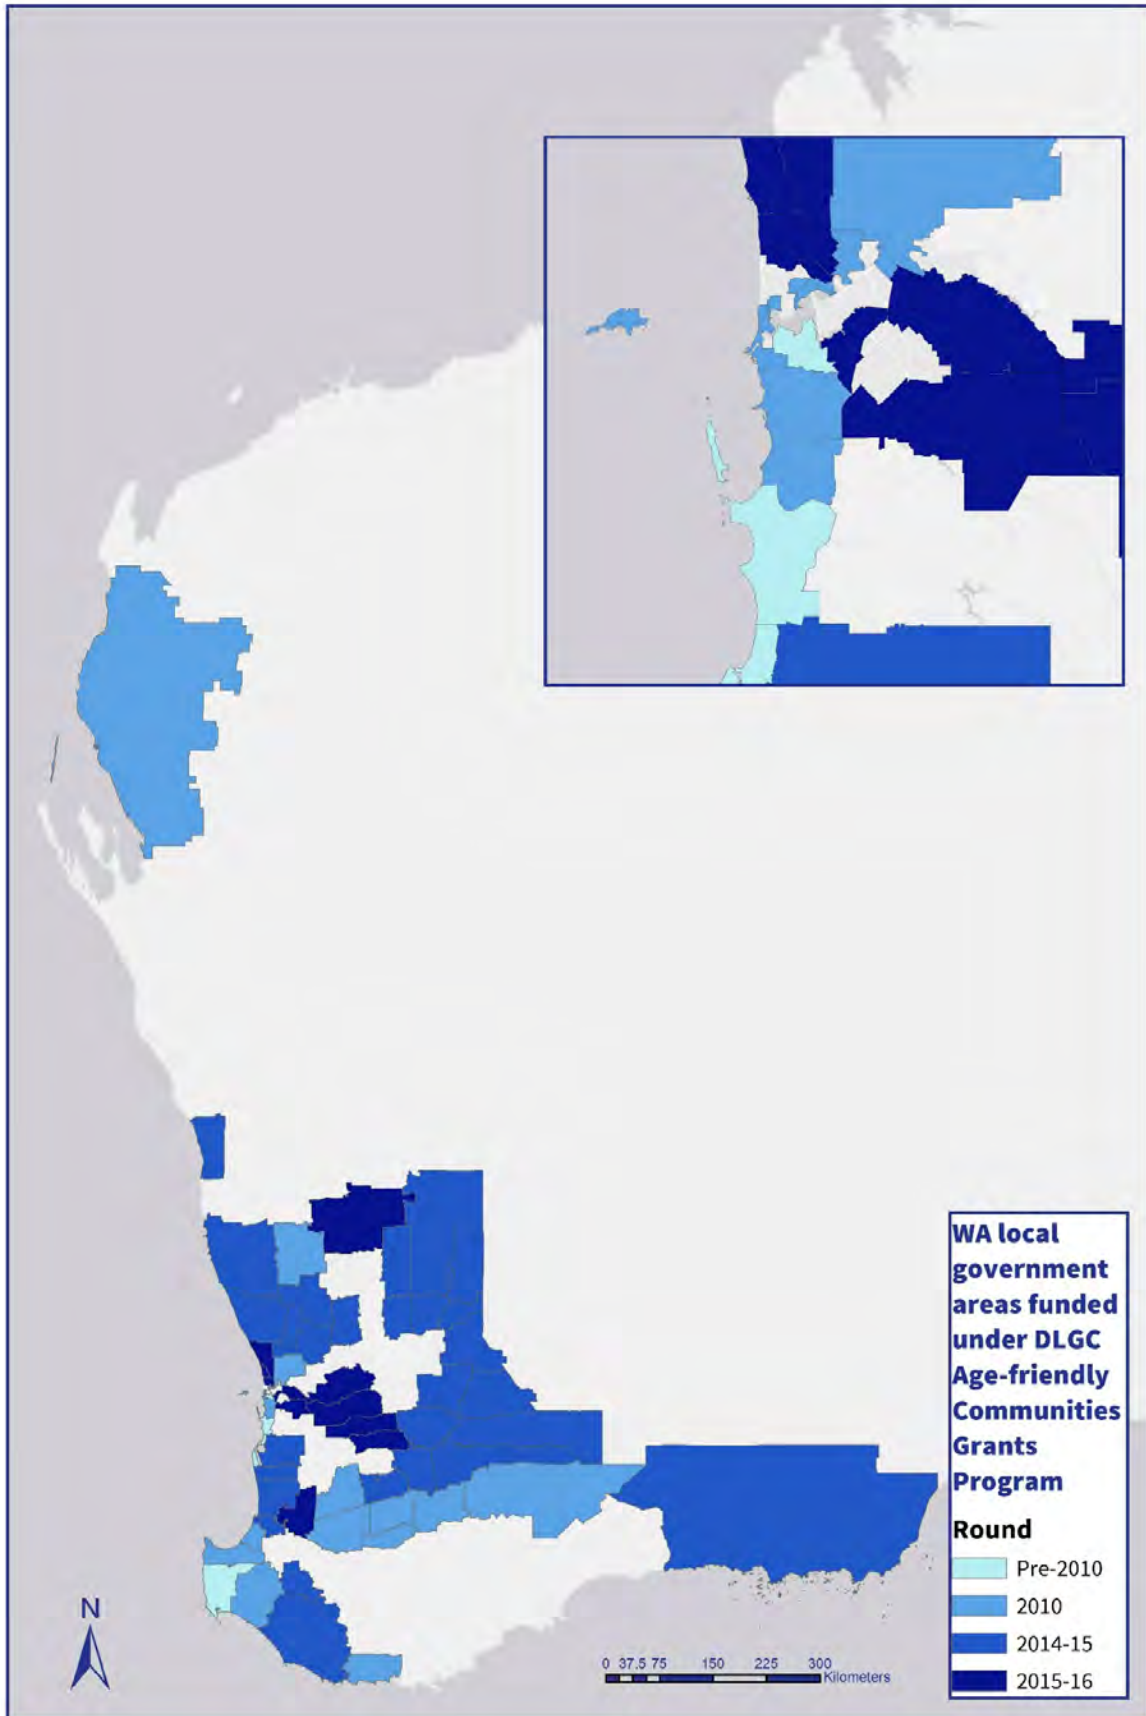 WA local
government
areas funded
under DLGC
Age-friendly
Communities
Grants
Program
Round
Pre-2010
2010
2014-15
2015-16
N
0 37.5 75 150 225 300
Kilometers